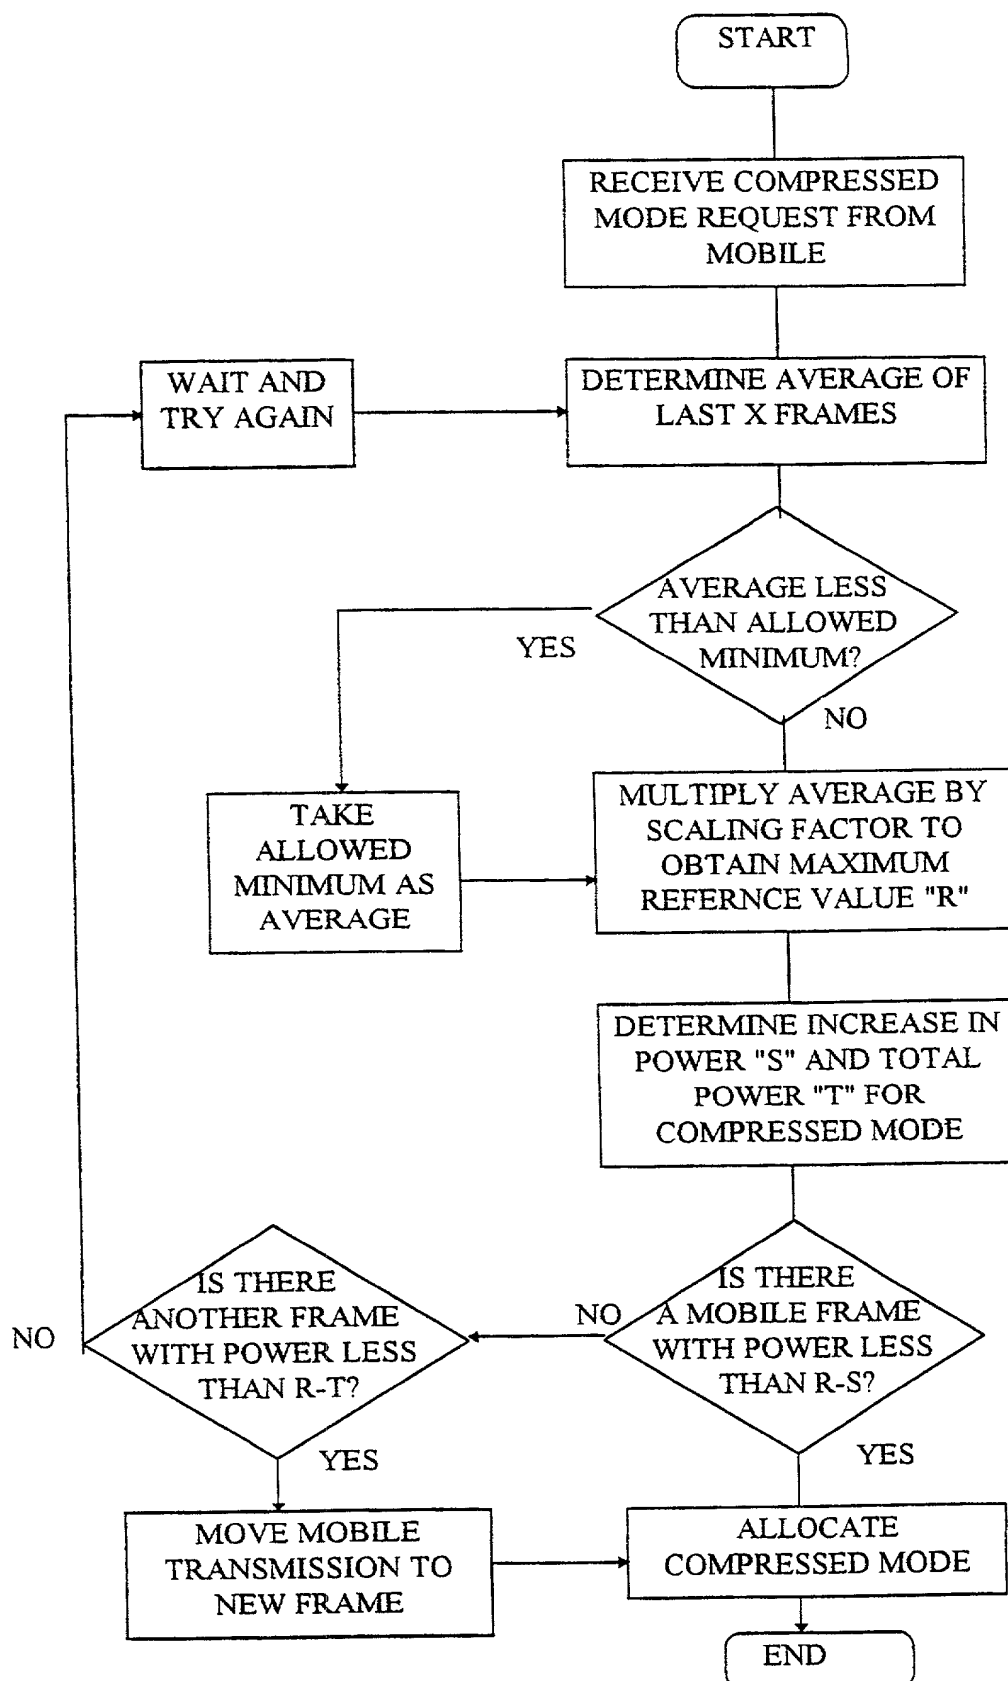 START
RECEIVE COMPRESSED
MODE REQUEST FROM
MOBILE
WAIT AND
TRY AGAIN
DETERMINE AVERAGE OF
LAST X FRAMES
AVERAGE LESS
THAN ALLOWED
MINIMUM?
YES
NO
TAKE
ALLOWED
MINIMUM AS
AVERAGE
MULTIPLY AVERAGE BY
SCALING FACTOR TO
OBTAIN MAXIMUM
REFERNCE VALUE "R"
DETERMINE INCREASE IN
POWER "S" AND TOTAL
POWER "T" FOR
COMPRESSED MODE
IS THERE
A MOBILE FRAME
WITH POWER LESS
THAN R-S?
NO
YES
IS THERE
ANOTHER FRAME
WITH POWER LESS
THAN R-T?
NO
YES
MOVE MOBILE
TRANSMISSION TO
NEW FRAME
ALLOCATE
COMPRESSED MODE
END